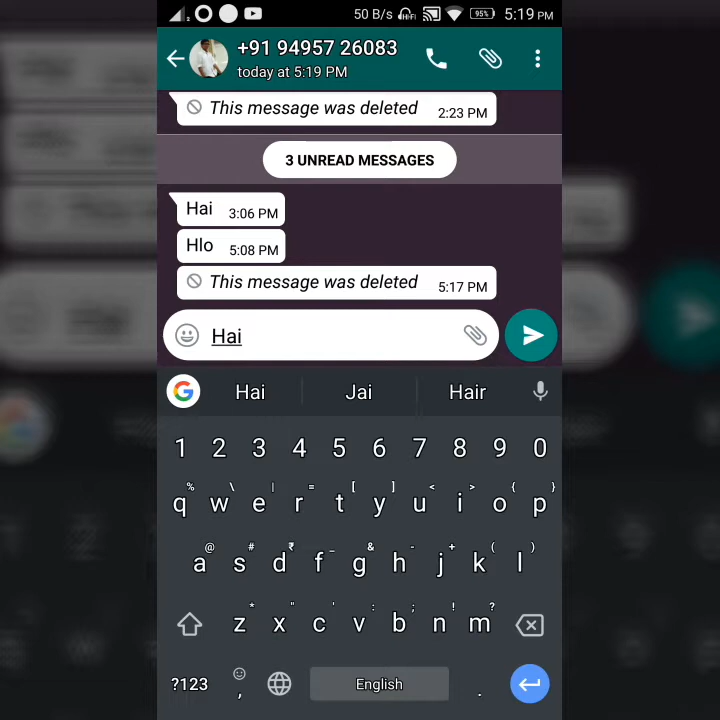 50 B/s HiFi 95% 5:19 PM
+91 94957 26083
today at 5:19 PM
This message was deleted 2:23 PM
3 UNREAD MESSAGES
Hai 3:06 PM
Hlo 5:08 PM
This message was deleted 5:17 PM
Hai
G Hai Jai Hair
1 2 3 4 5 6 7 8 9 0
% \ | = [ ] < > { }
q w e r t y u i o p
@ # ₹ _ & - + ( )
a s d f g h j k l
* " ' : ; ! ?
z x c v b n m
?123 , English .